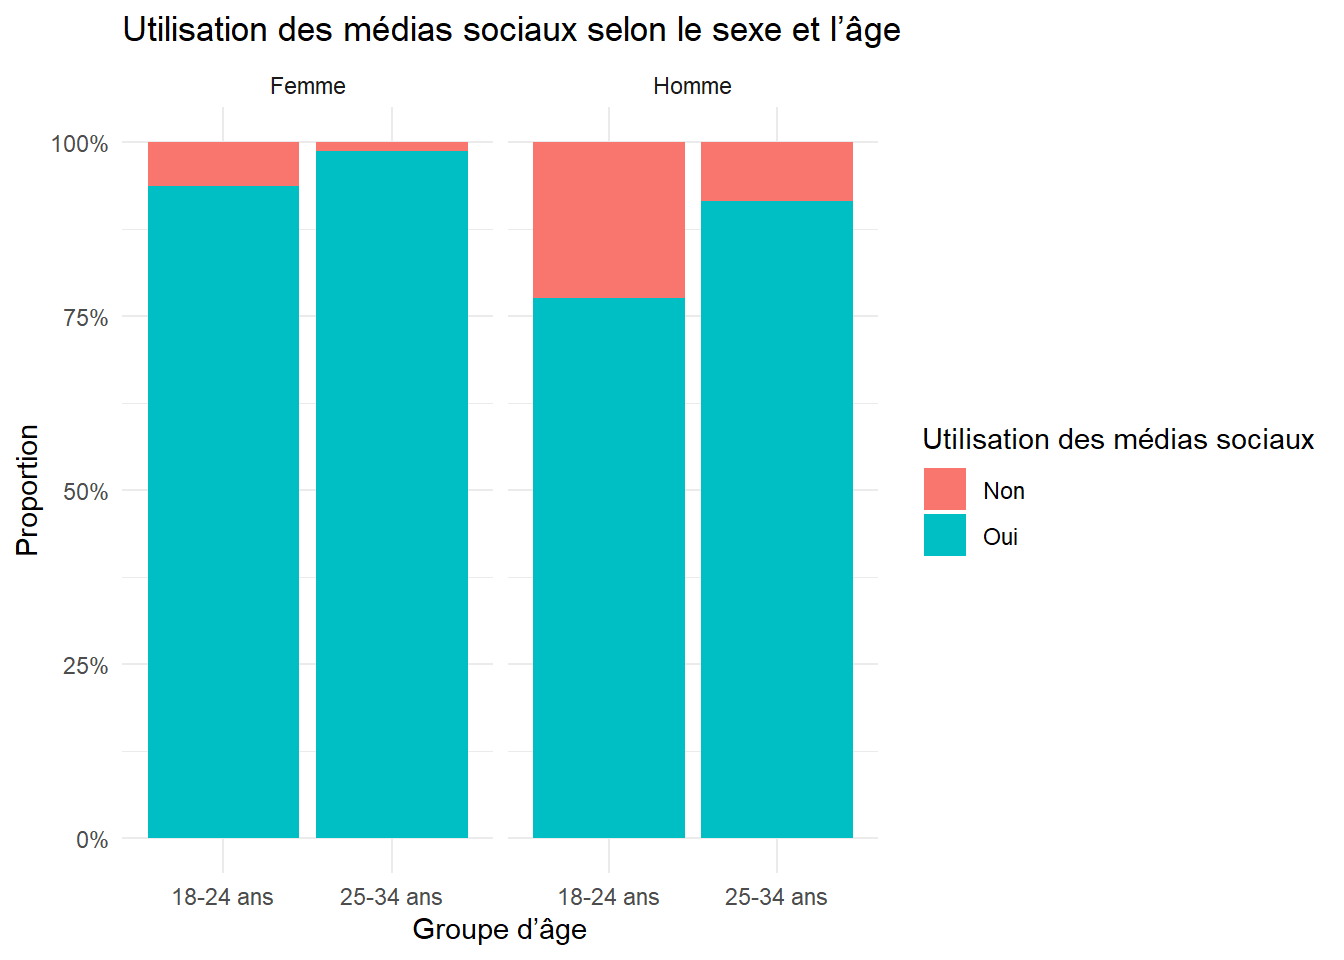 Utilisation des médias sociaux selon le sexe et l’âge
Femme
Homme
100%
75%
50%
25%
0%
Proportion
18-24 ans
25-34 ans
18-24 ans
25-34 ans
Groupe d’âge
Utilisation des médias sociaux
Non
Oui